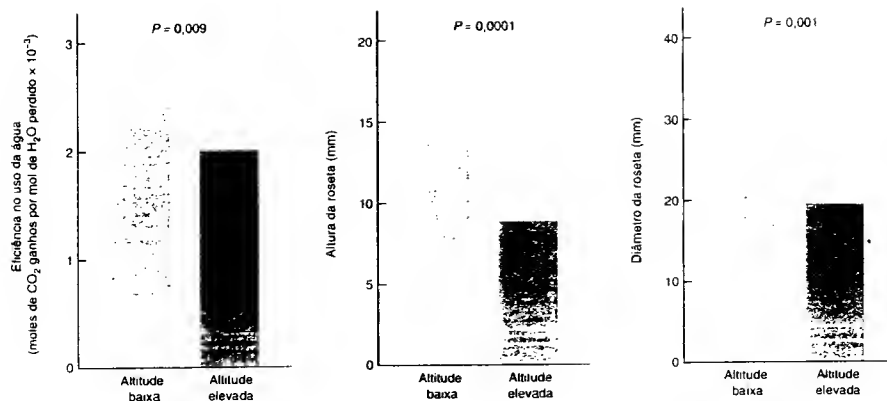 P = 0,009
3
2
1
0
Eficiência no uso da água
(moles de CO₂ ganhos por mol de H₂O perdido × 10⁻³)
Altitude baixa
Altitude elevada
P = 0,0001
20
15
10
5
0
Altura da roseta (mm)
Altitude baixa
Altitude elevada
P = 0,001
40
30
20
10
0
Diâmetro da roseta (mm)
Altitude baixa
Altitude elevada